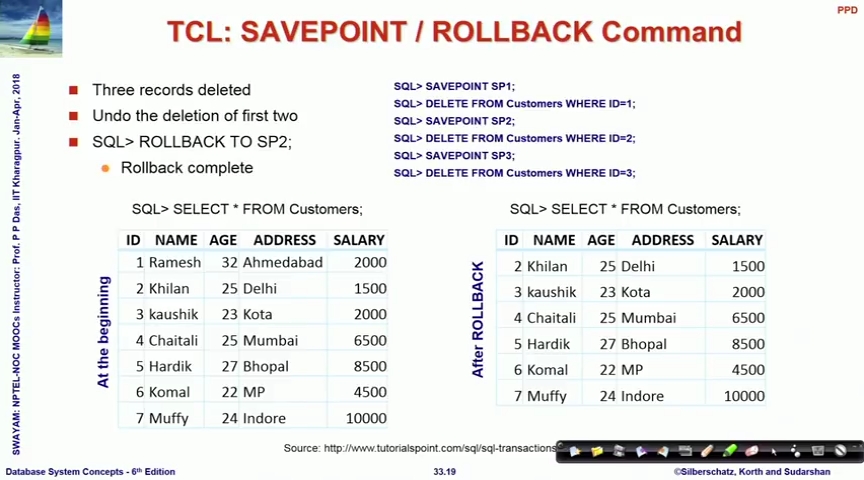 PPD
TCL: SAVEPOINT / ROLLBACK Command
Three records deleted
Undo the deletion of first two
SQL> ROLLBACK TO SP2;
Rollback complete
SQL> SAVEPOINT SP1;
SQL> DELETE FROM Customers WHERE ID=1;
SQL> SAVEPOINT SP2;
SQL> DELETE FROM Customers WHERE ID=2;
SQL> SAVEPOINT SP3;
SQL> DELETE FROM Customers WHERE ID=3;
SQL> SELECT * FROM Customers;
At the beginning
ID NAME AGE ADDRESS SALARY
1 Ramesh 32 Ahmedabad 2000
2 Khilan 25 Delhi 1500
3 kaushik 23 Kota 2000
4 Chaitali 25 Mumbai 6500
5 Hardik 27 Bhopal 8500
6 Komal 22 MP 4500
7 Muffy 24 Indore 10000
SQL> SELECT * FROM Customers;
After ROLLBACK
ID NAME AGE ADDRESS SALARY
2 Khilan 25 Delhi 1500
3 kaushik 23 Kota 2000
4 Chaitali 25 Mumbai 6500
5 Hardik 27 Bhopal 8500
6 Komal 22 MP 4500
7 Muffy 24 Indore 10000
Source: http://www.tutorialspoint.com/sql/sql-transactions
SWAYAM: NPTEL-NOC MOOCs Instructor: Prof. P P Das, IIT Kharagpur. Jan-Apr, 2018
Database System Concepts - 6th Edition
33.19
©Silberschatz, Korth and Sudarshan